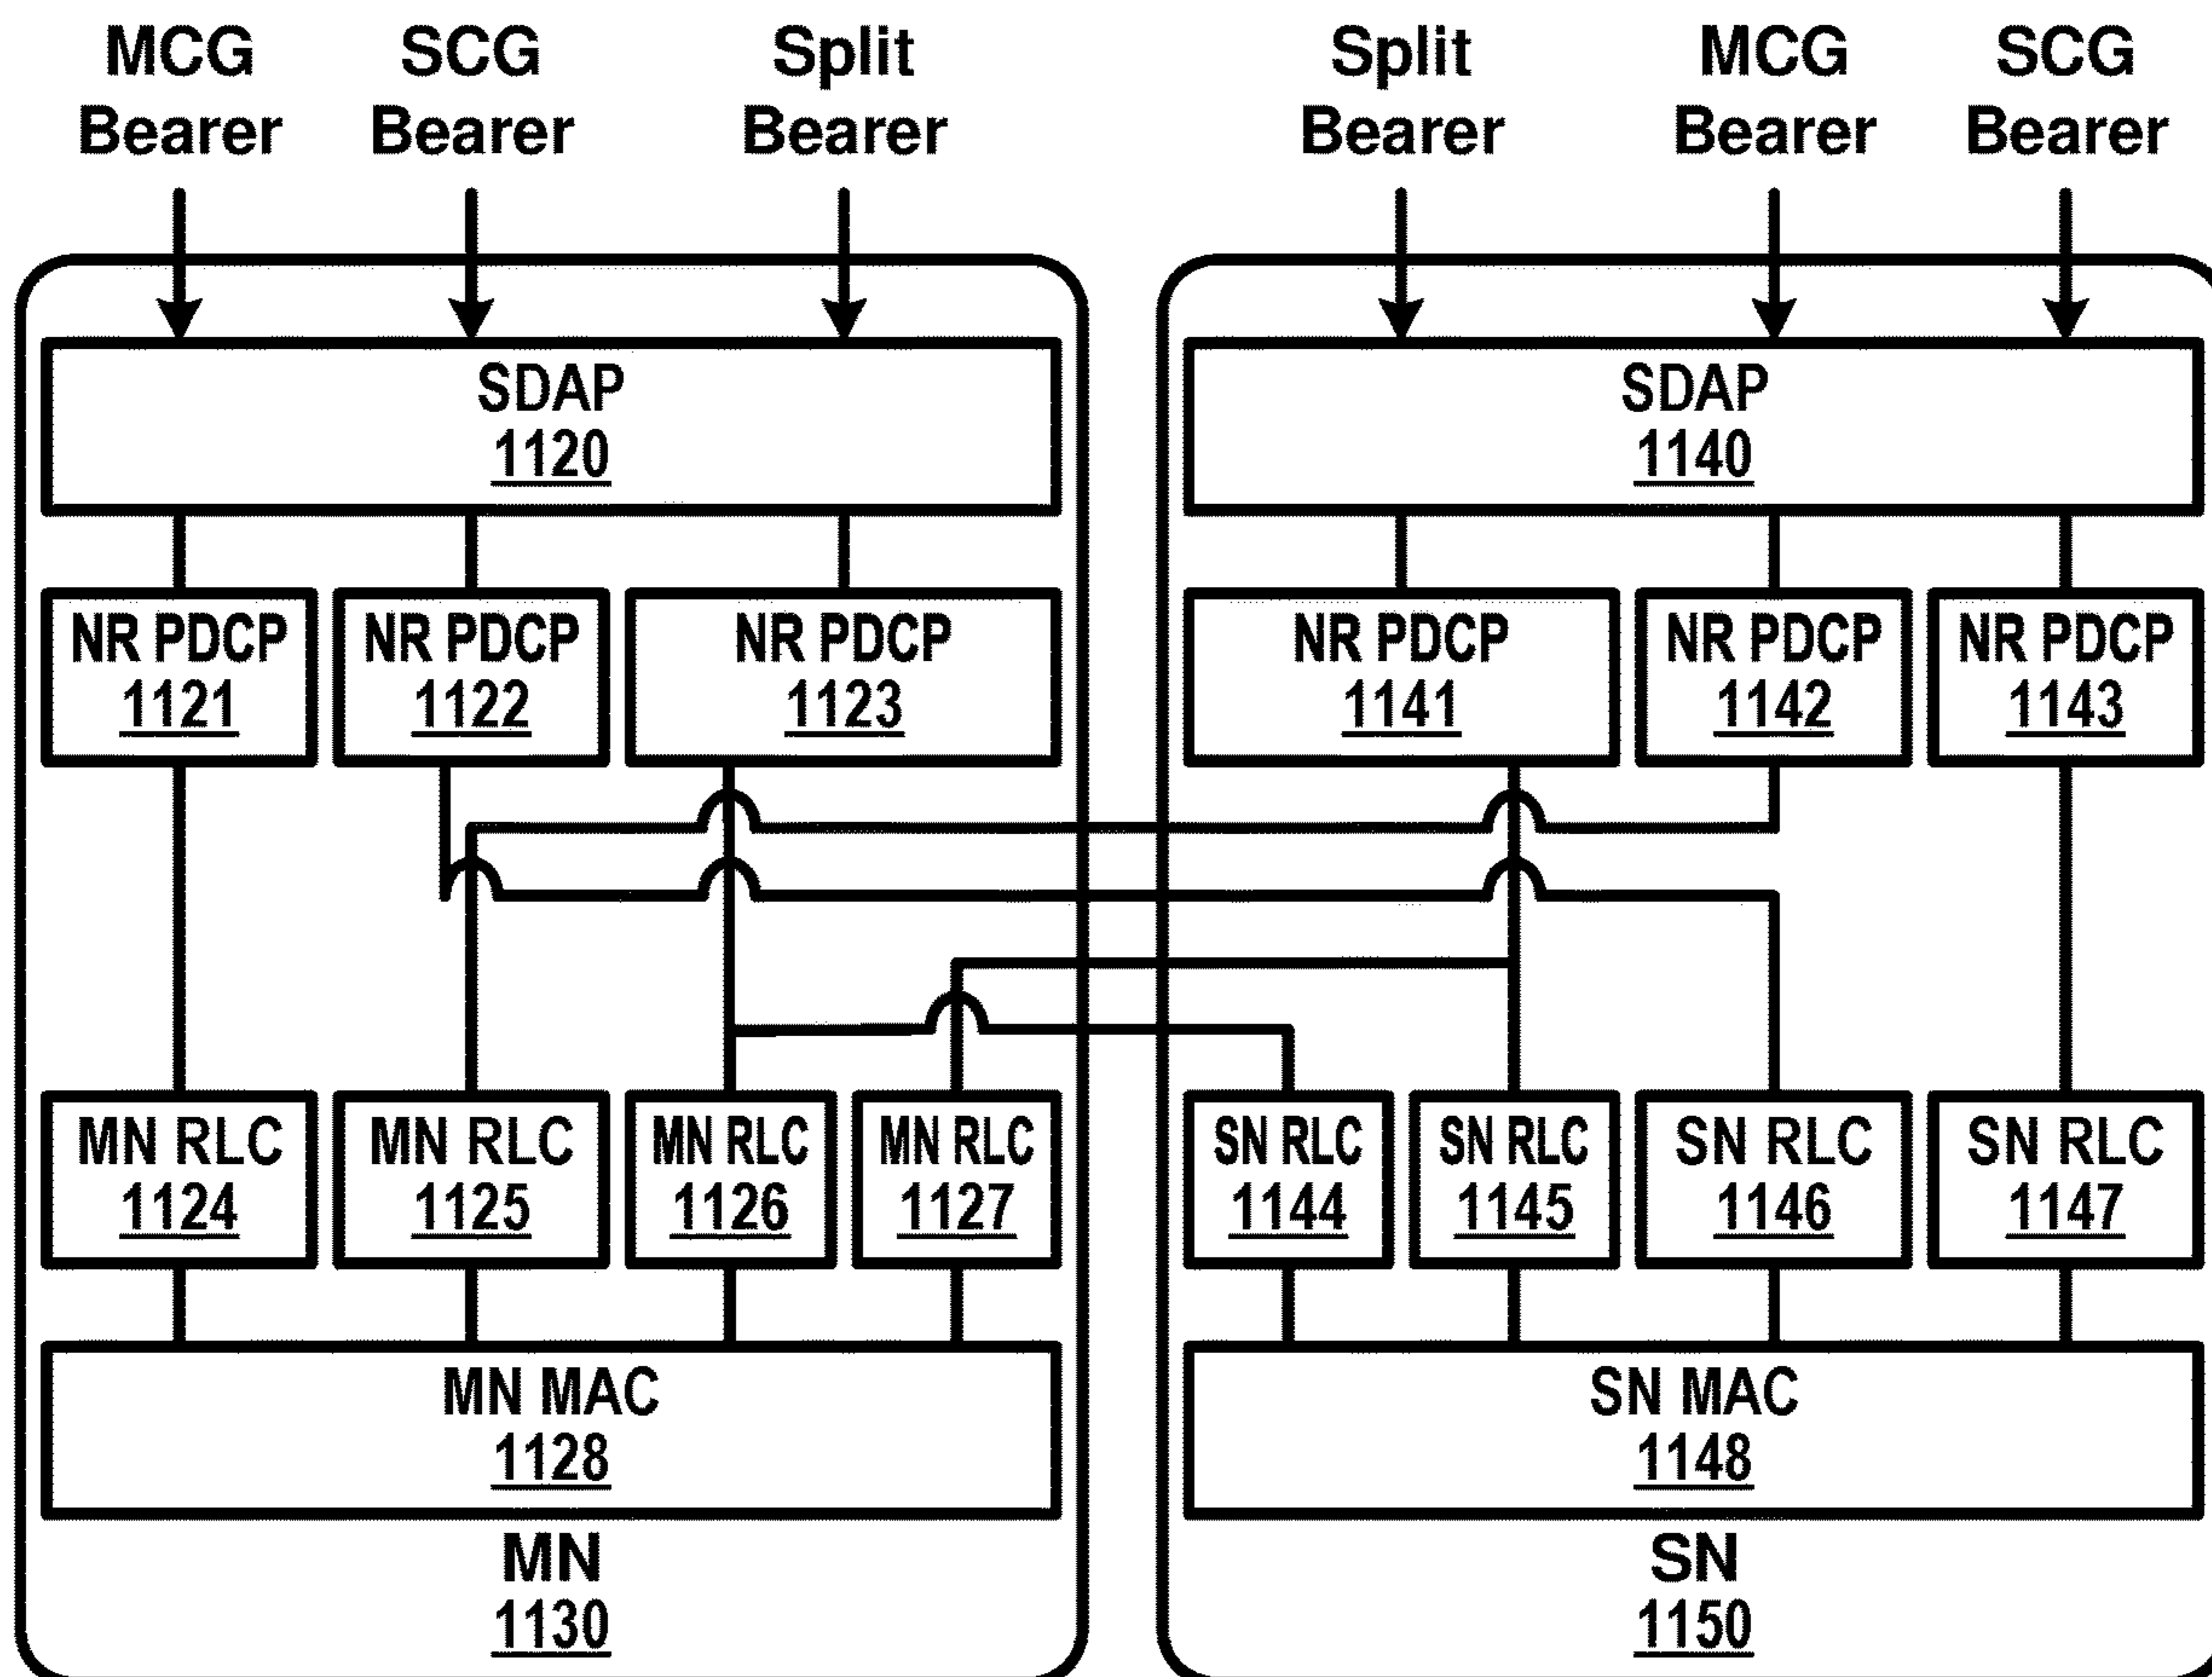 MCG
Bearer
SCG
Bearer
Split
Bearer
Split
Bearer
MCG
Bearer
SCG
Bearer
SDAP
1120
SDAP
1140
NR PDCP
1121
NR PDCP
1122
NR PDCP
1123
NR PDCP
1141
NR PDCP
1142
NR PDCP
1143
MN RLC
1124
MN RLC
1125
MN RLC
1126
MN RLC
1127
SN RLC
1144
SN RLC
1145
SN RLC
1146
SN RLC
1147
MN MAC
1128
SN MAC
1148
MN
1130
SN
1150